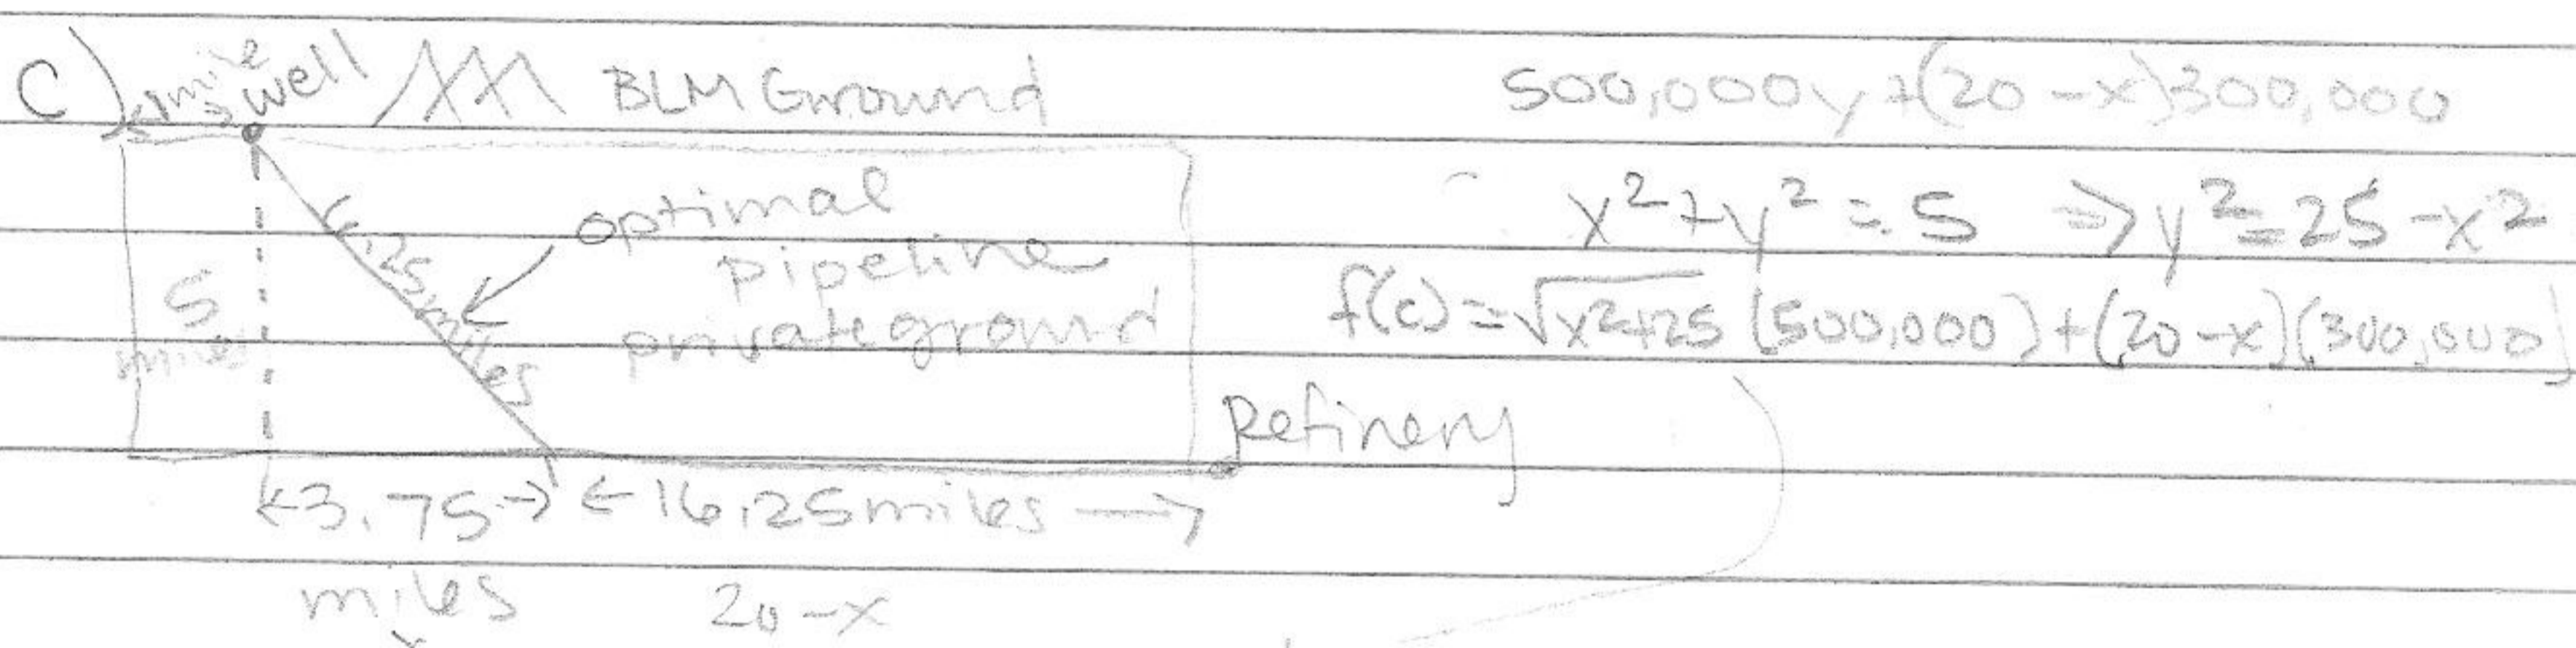 C) 1 mile well BLM Ground
500,000y+(20-x)300,000
x²+y²=5 => y²=25-x²
f(c)=√x²+25 (500,000)+(20-x)(300,000)
optimal
pipeline
private ground
5
miles
6.25 miles
Refinery
←3.75→ ←16.25 miles→
miles 20-x